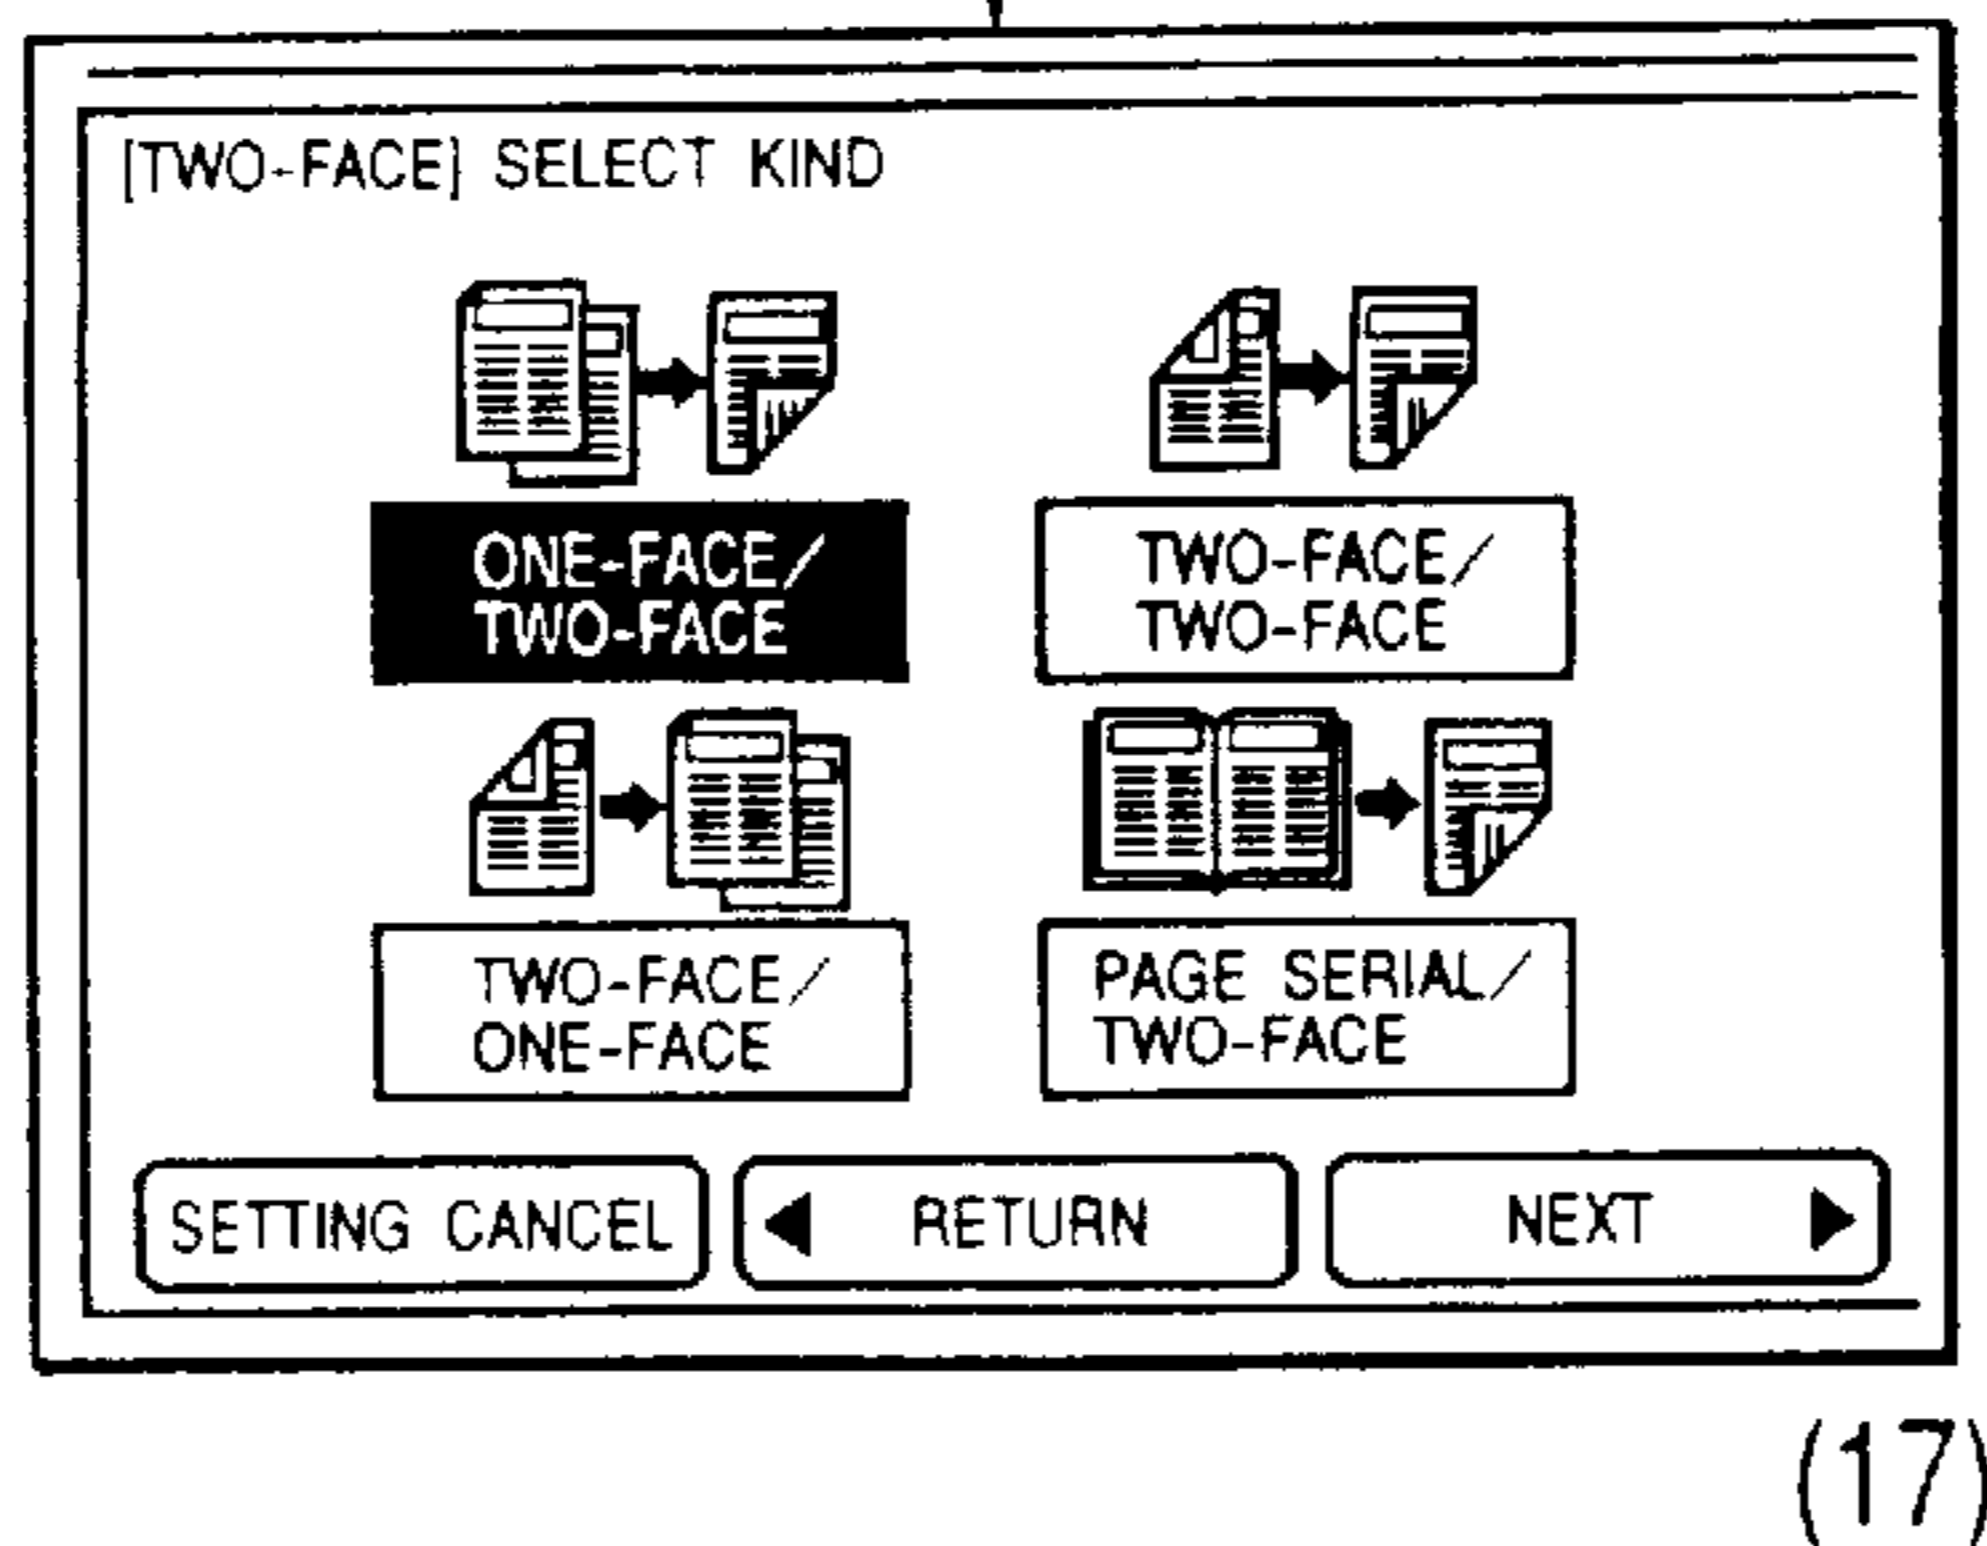 [TWO-FACE] SELECT KIND
ONE-FACE/
TWO-FACE
TWO-FACE/
TWO-FACE
TWO-FACE/
ONE-FACE
PAGE SERIAL/
TWO-FACE
SETTING CANCEL
RETURN
NEXT
(17)